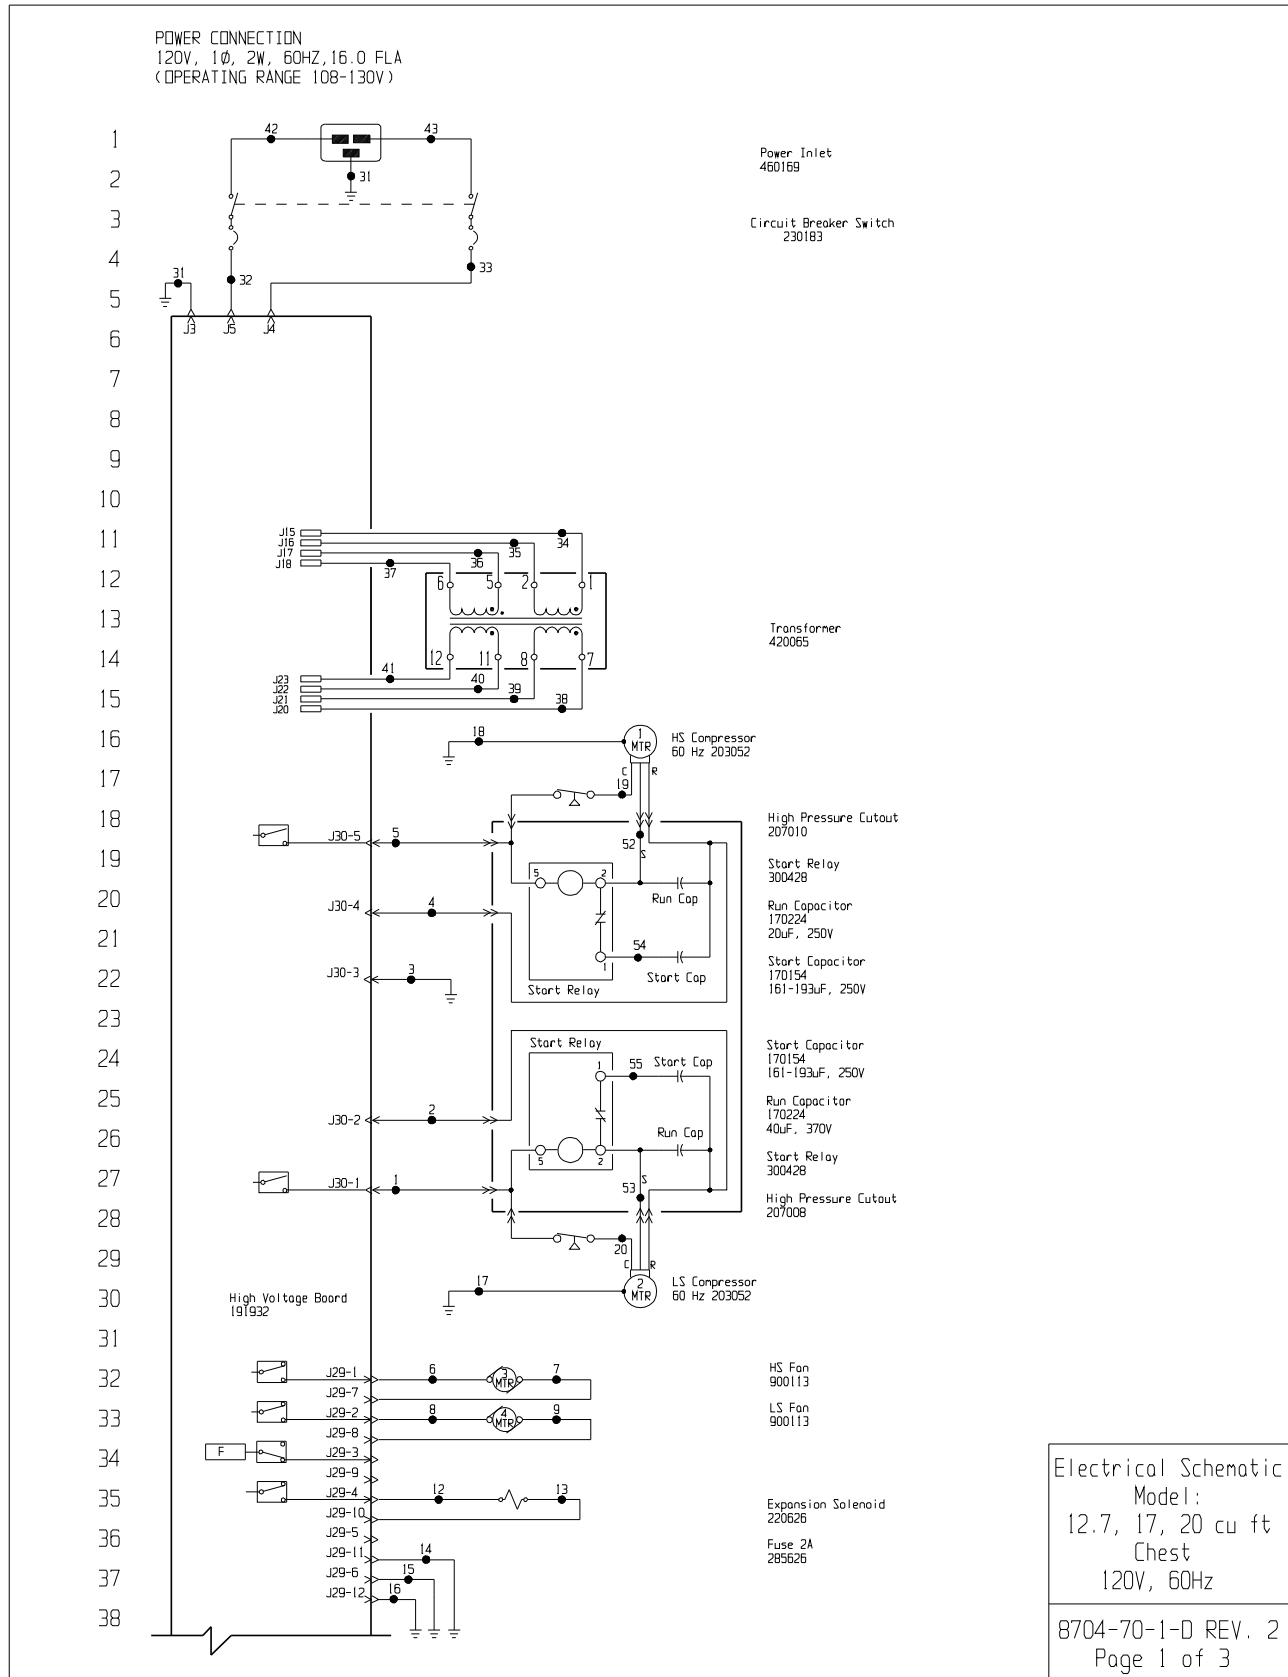 POWER CONNECTION
120V, 1Ø, 2W, 60HZ,16.0 FLA
(OPERATING RANGE 108-130V)
1
42
43
Power Inlet
460169
2
31
3
Circuit Breaker Switch
230183
4
31
32
33
5
J3
J5
J4
6
7
8
9
10
11
J15
J16
J17
J18
34
35
36
37
12
6
5
2
1
13
Transformer
420065
14
12
11
8
7
41
40
39
38
J23
J22
J21
J20
15
16
18
1
MTR
HS Compressor
60 Hz 203052
17
C
R
19
18
High Pressure Cutout
207010
J30-5
5
52
S
19
Start Relay
300428
5
2
20
Run Cap
J30-4
4
Run Capacitor
170224
20uF, 250V
21
54
1
Start Cap
Start Capacitor
170154
161-193uF, 250V
22
J30-3
3
Start Relay
23
24
Start Relay
1
55
Start Cap
Start Capacitor
170154
161-193uF, 250V
25
J30-2
2
Run Capacitor
170224
40uF, 370V
26
Run Cap
5
2
Start Relay
300428
27
J30-1
1
53
S
High Pressure Cutout
207008
28
20
29
C
R
30
17
2
MTR
LS Compressor
60 Hz 203052
High Voltage Board
191932
31
32
J29-1
6
3
MTR
7
HS Fan
900113
J29-7
33
J29-2
8
4
MTR
9
LS Fan
900113
J29-8
34
F
J29-3
J29-9
35
J29-4
12
13
Expansion Solenoid
220626
J29-10
36
J29-5
Fuse 2A
285626
J29-11
14
37
J29-6
15
J29-12
16
38
Electrical Schematic
Model:
12.7, 17, 20 cu ft
Chest
120V, 60Hz
8704-70-1-D REV. 2
Page 1 of 3